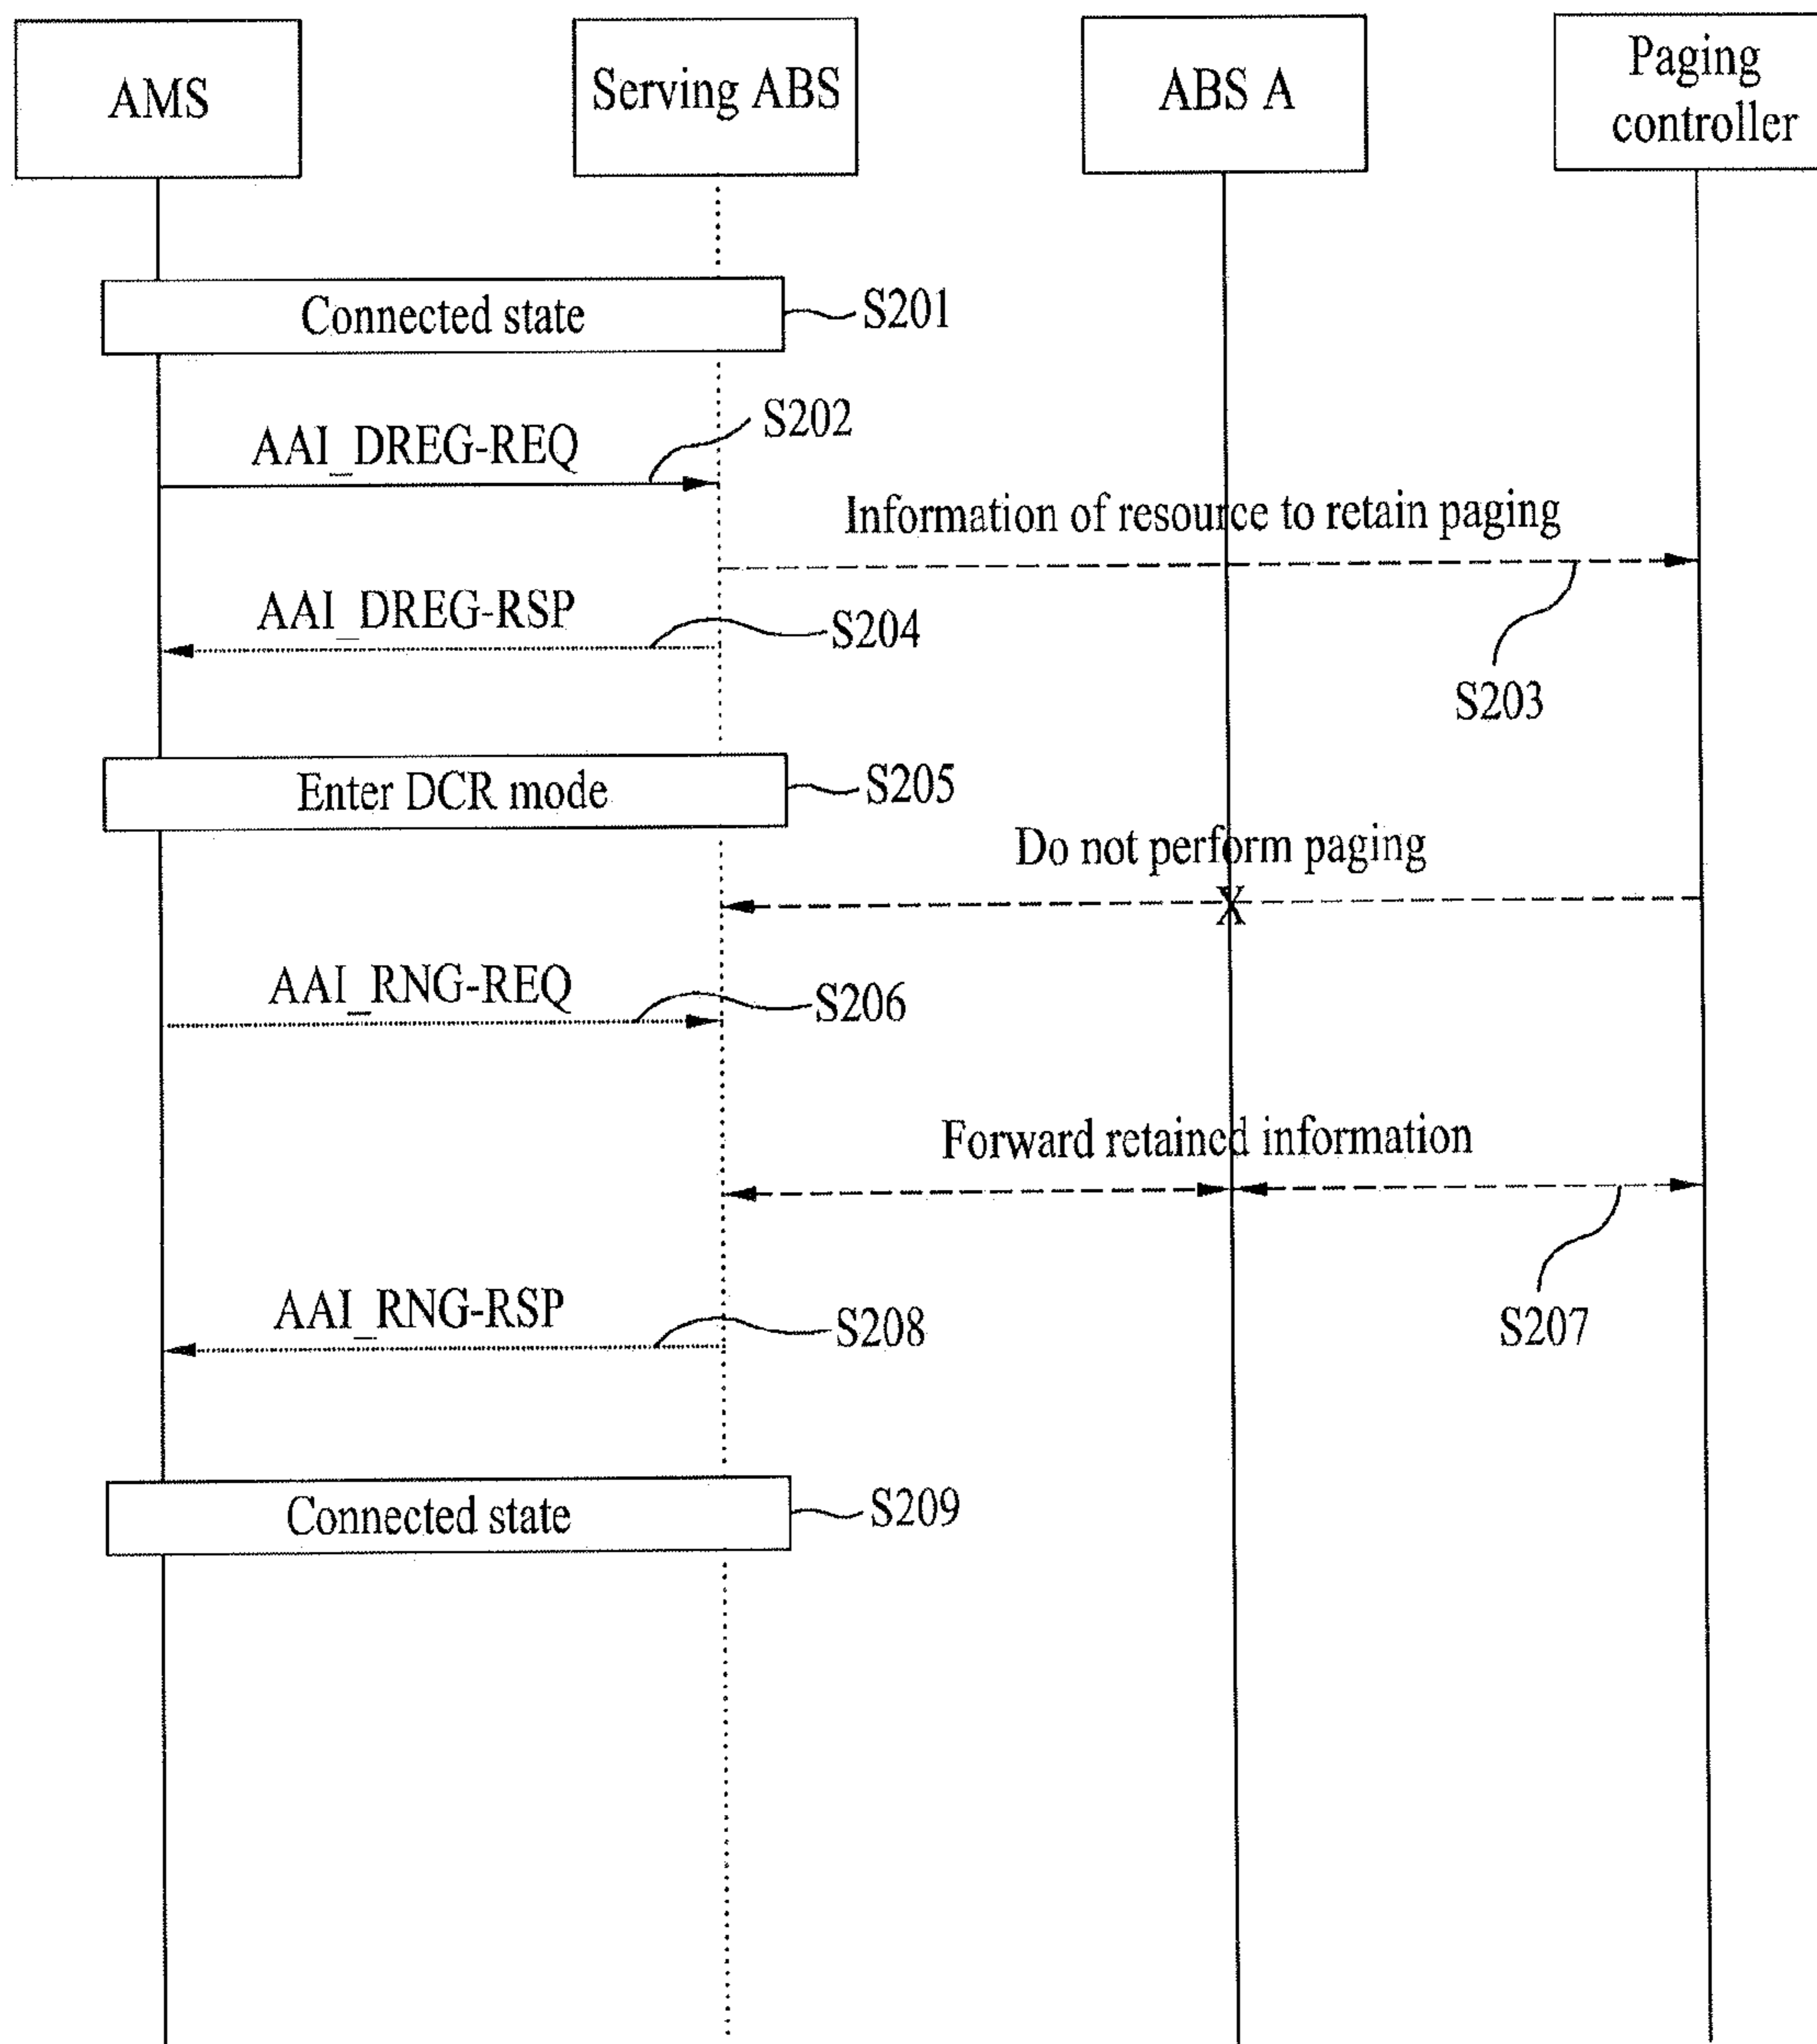 AMS
Serving ABS
ABS A
Paging
controller
Connected state
S201
AAI_DREG-REQ
S202
Information of resource to retain paging
S203
AAI_DREG-RSP
S204
Enter DCR mode
S205
Do not perform paging
X
AAI_RNG-REQ
S206
Forward retained information
S207
AAI_RNG-RSP
S208
Connected state
S209